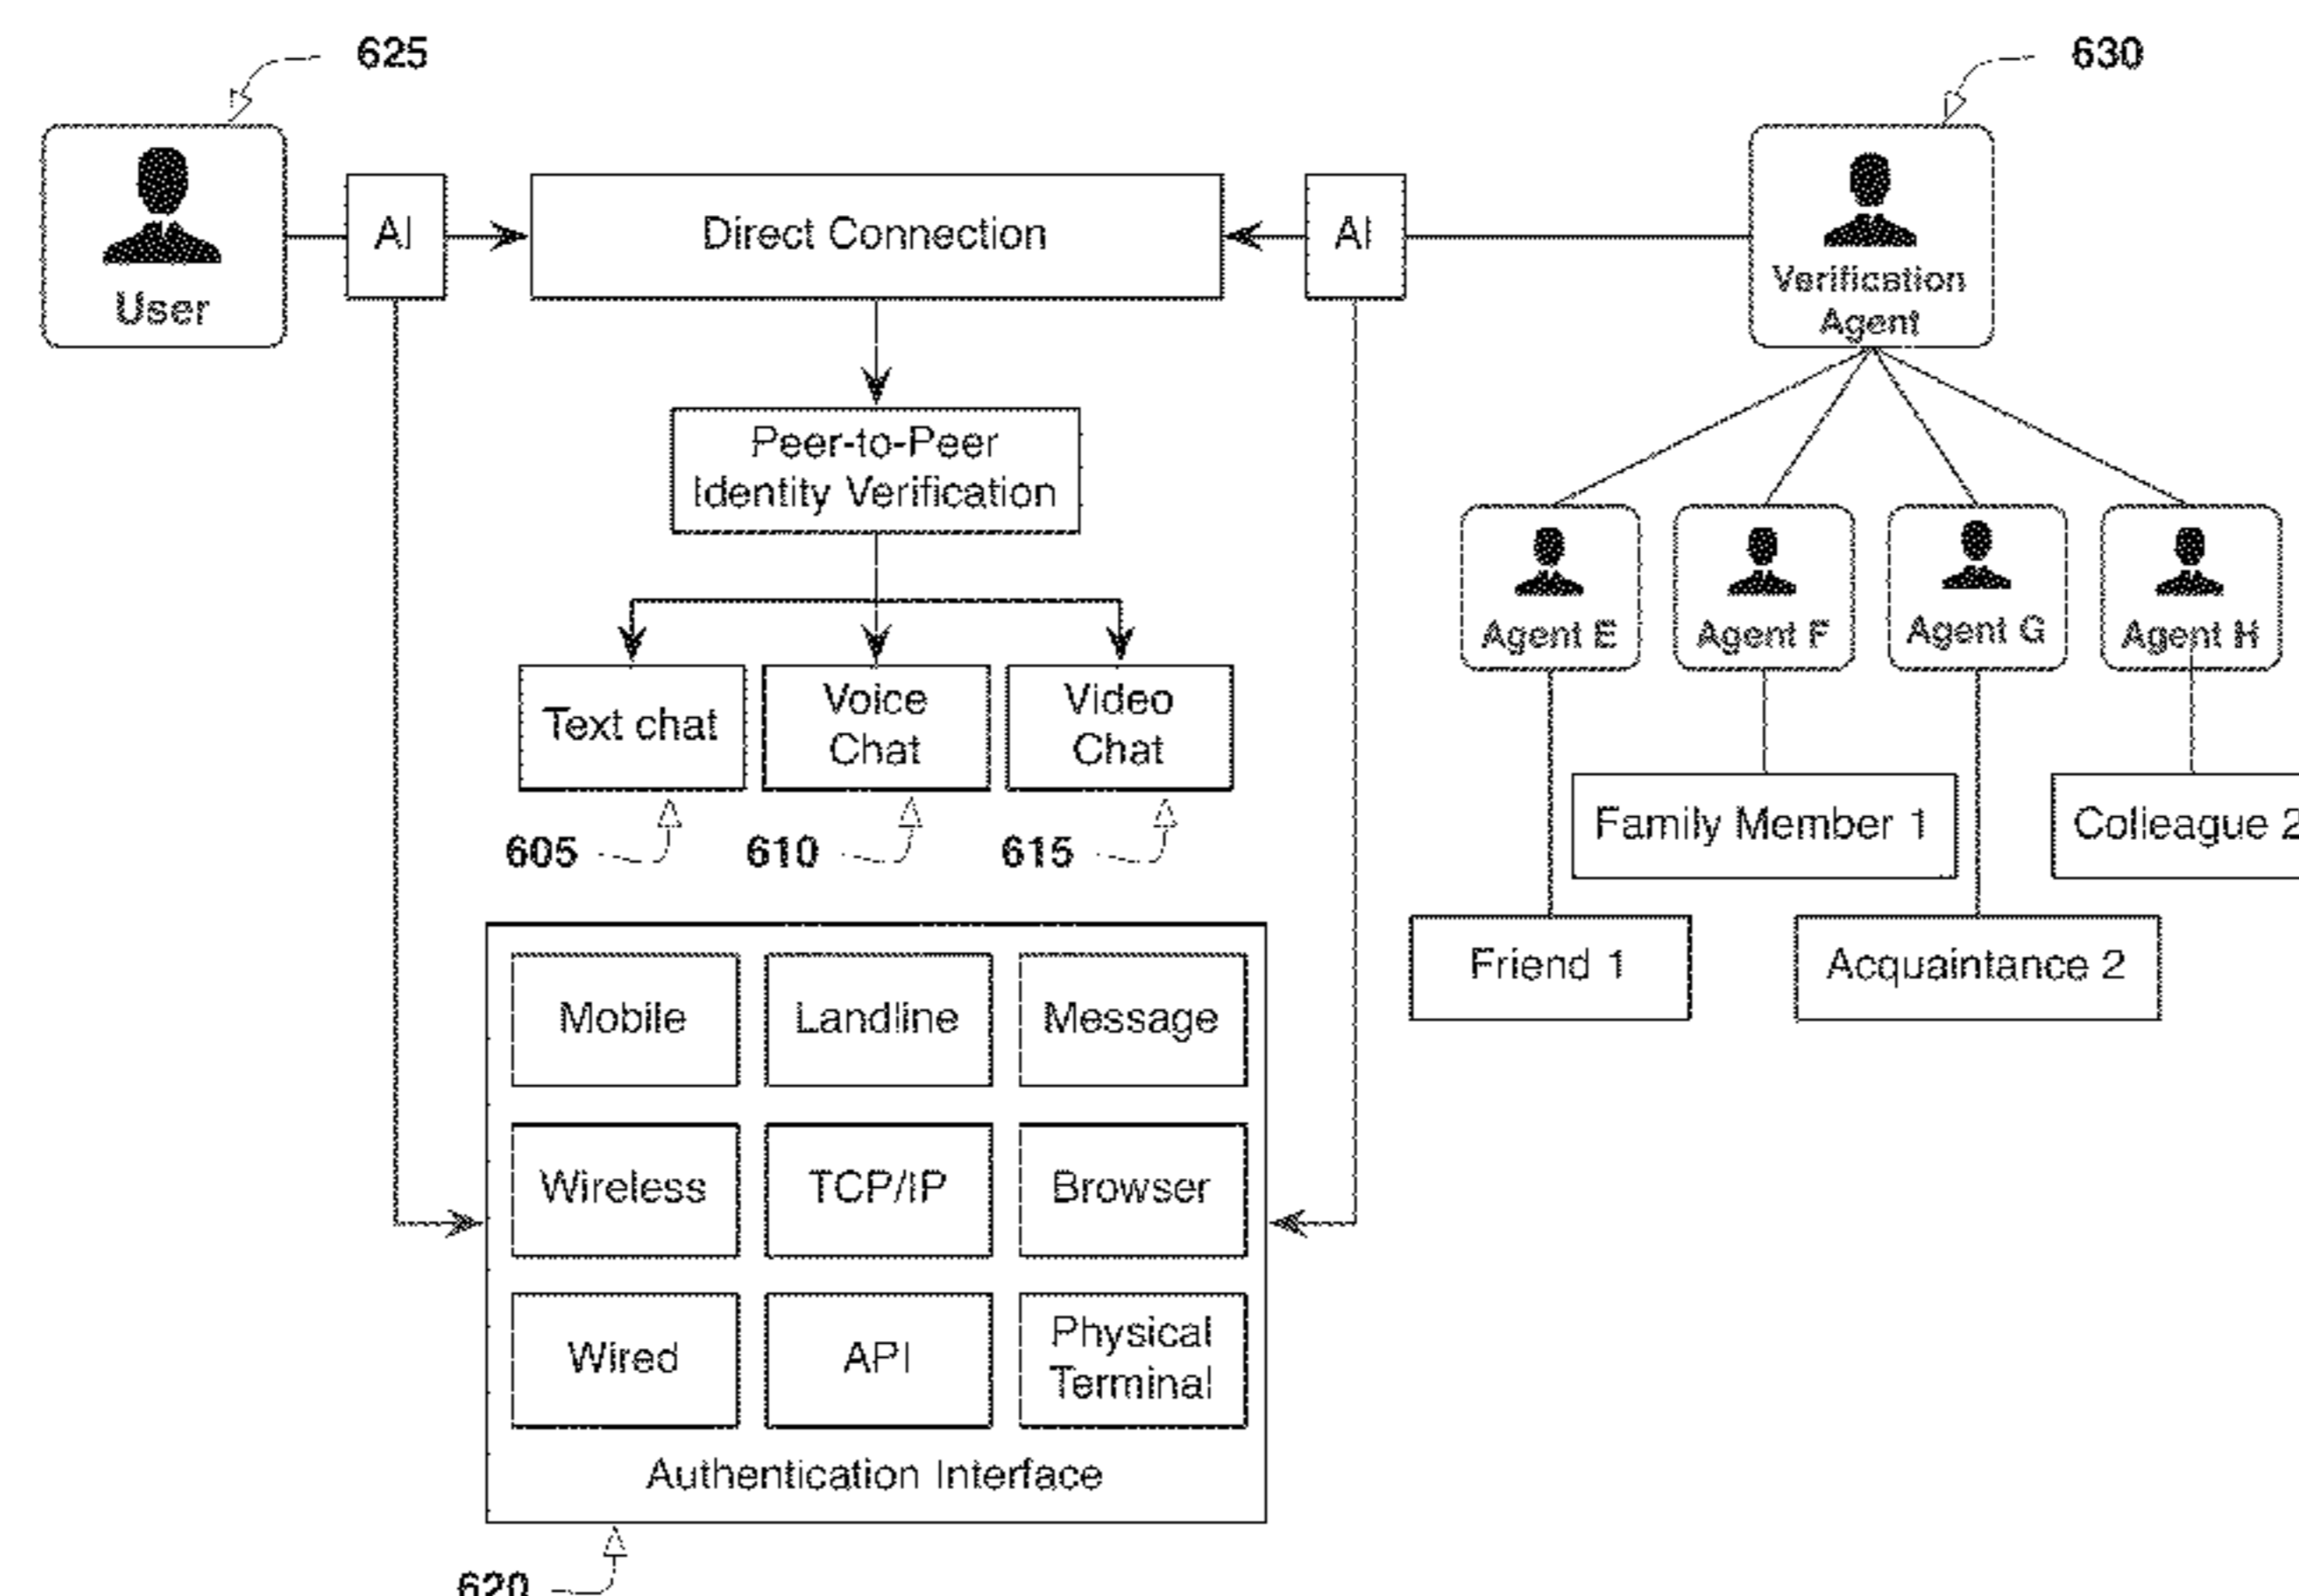 625
630
User
AI
Direct Connection
AI
Verification
Agent
Peer-to-Peer
Identity Verification
Agent E
Agent F
Agent G
Agent H
Text chat
Voice
Chat
Video
Chat
605
610
615
Family Member 1
Colleague 2
Friend 1
Acquaintance 2
Mobile
Landline
Message
Wireless
TCP/IP
Browser
Wired
API
Physical
Terminal
Authentication Interface
620